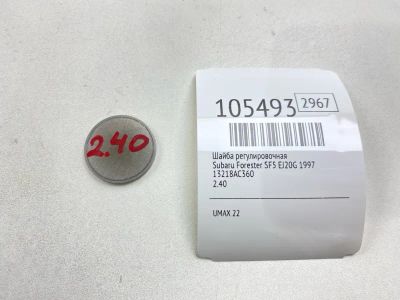 2.40
105493 2967
Шайба регулировочная
Subaru Forester SF5 EJ20G 1997
13218AC360
2.40
UMAX 22